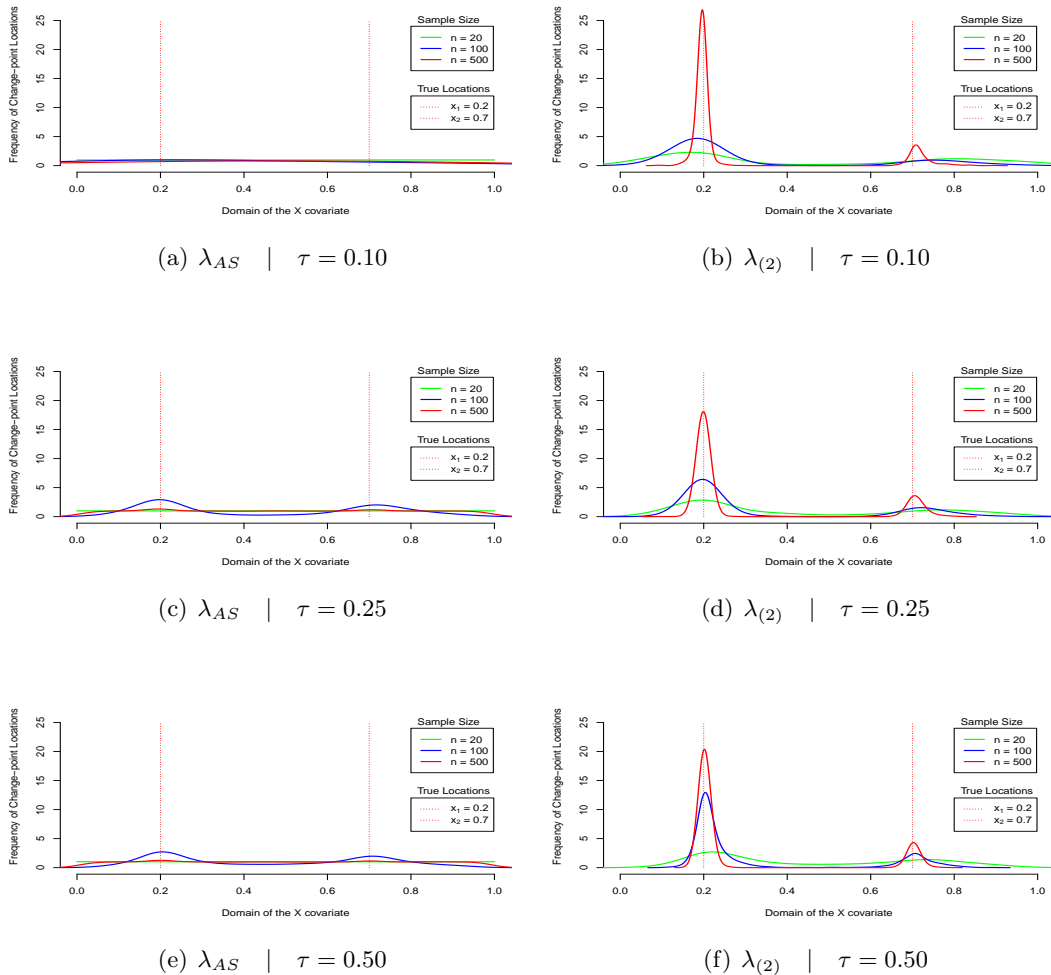 Frequency of Change-point Locations
25
20
15
10
5
0
0.0 0.2 0.4 0.6 0.8 1.0
Domain of the X covariate
Sample Size
n = 20
n = 100
n = 500
True Locations
x₁ = 0.2
x₂ = 0.7
(a) λ_AS | τ = 0.10
Frequency of Change-point Locations
25
20
15
10
5
0
0.0 0.2 0.4 0.6 0.8 1.0
Domain of the X covariate
Sample Size
n = 20
n = 100
n = 500
True Locations
x₁ = 0.2
x₂ = 0.7
(b) λ_(2) | τ = 0.10
Frequency of Change-point Locations
25
20
15
10
5
0
0.0 0.2 0.4 0.6 0.8 1.0
Domain of the X covariate
Sample Size
n = 20
n = 100
n = 500
True Locations
x₁ = 0.2
x₂ = 0.7
(c) λ_AS | τ = 0.25
Frequency of Change-point Locations
25
20
15
10
5
0
0.0 0.2 0.4 0.6 0.8 1.0
Domain of the X covariate
Sample Size
n = 20
n = 100
n = 500
True Locations
x₁ = 0.2
x₂ = 0.7
(d) λ_(2) | τ = 0.25
Frequency of Change-point Locations
25
20
15
10
5
0
0.0 0.2 0.4 0.6 0.8 1.0
Domain of the X covariate
Sample Size
n = 20
n = 100
n = 500
True Locations
x₁ = 0.2
x₂ = 0.7
(e) λ_AS | τ = 0.50
Frequency of Change-point Locations
25
20
15
10
5
0
0.0 0.2 0.4 0.6 0.8 1.0
Domain of the X covariate
Sample Size
n = 20
n = 100
n = 500
True Locations
x₁ = 0.2
x₂ = 0.7
(f) λ_(2) | τ = 0.50